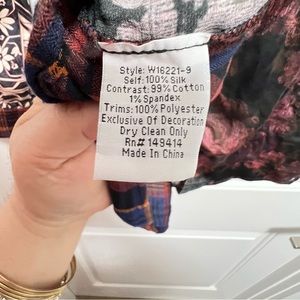 Style: W16221-9
Self:100% Silk
Contrast:99% Cotton
1% Spandex
Trims:100% Polyester
Exclusive Of Decoration
Dry Clean Only
Rn# 149414
Made In China